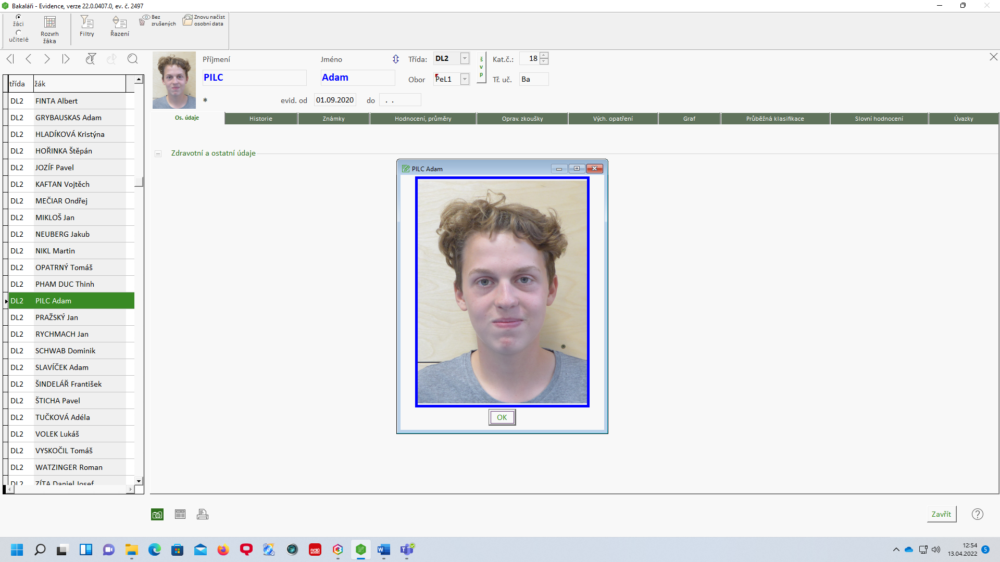 Bakaláři - Evidence, verze 22.0.0407.0, ev. č. 2497
žáci
učitelé
Rozvrh
žáka
Filtry
Řazení
Bez
zrušených
Znovu načíst
osobní data
Příjmení
Jméno
Třída:
DL2
švp
Kat.č.:
18
PILC
Adam
Obor
PeL1
Tř. uč.
Ba
*
evid. od
01.09.2020
do
. .
třída žák
DL2 FINTA Albert
DL2 GRYBAUSKAS Adam
DL2 HLADÍKOVÁ Kristýna
DL2 HOŘINKA Štěpán
DL2 JOZÍF Pavel
DL2 KAFTAN Vojtěch
DL2 MEČIAR Ondřej
DL2 MIKLOŠ Jan
DL2 NEUBERG Jakub
DL2 NIKL Martin
DL2 OPATRNÝ Tomáš
DL2 PHAM DUC Thinh
DL2 PILC Adam
DL2 PRAŽSKÝ Jan
DL2 RYCHMACH Jan
DL2 SCHWAB Dominik
DL2 SLAVÍČEK Adam
DL2 ŠINDELÁŘ František
DL2 ŠTICHA Pavel
DL2 TUČKOVÁ Adéla
DL2 VOLEK Lukáš
DL2 VYSKOČIL Tomáš
DL2 WATZINGER Roman
DL2 ZÍTA Daniel Josef
Os. údaje
Historie
Známky
Hodnocení, průměry
Oprav. zkoušky
Vých. opatření
Graf
Průběžná klasifikace
Slovní hodnocení
Úvazky
Zdravotní a ostatní údaje
PILC Adam
OK
Zavřít
?
12:54
13.04.2022
5